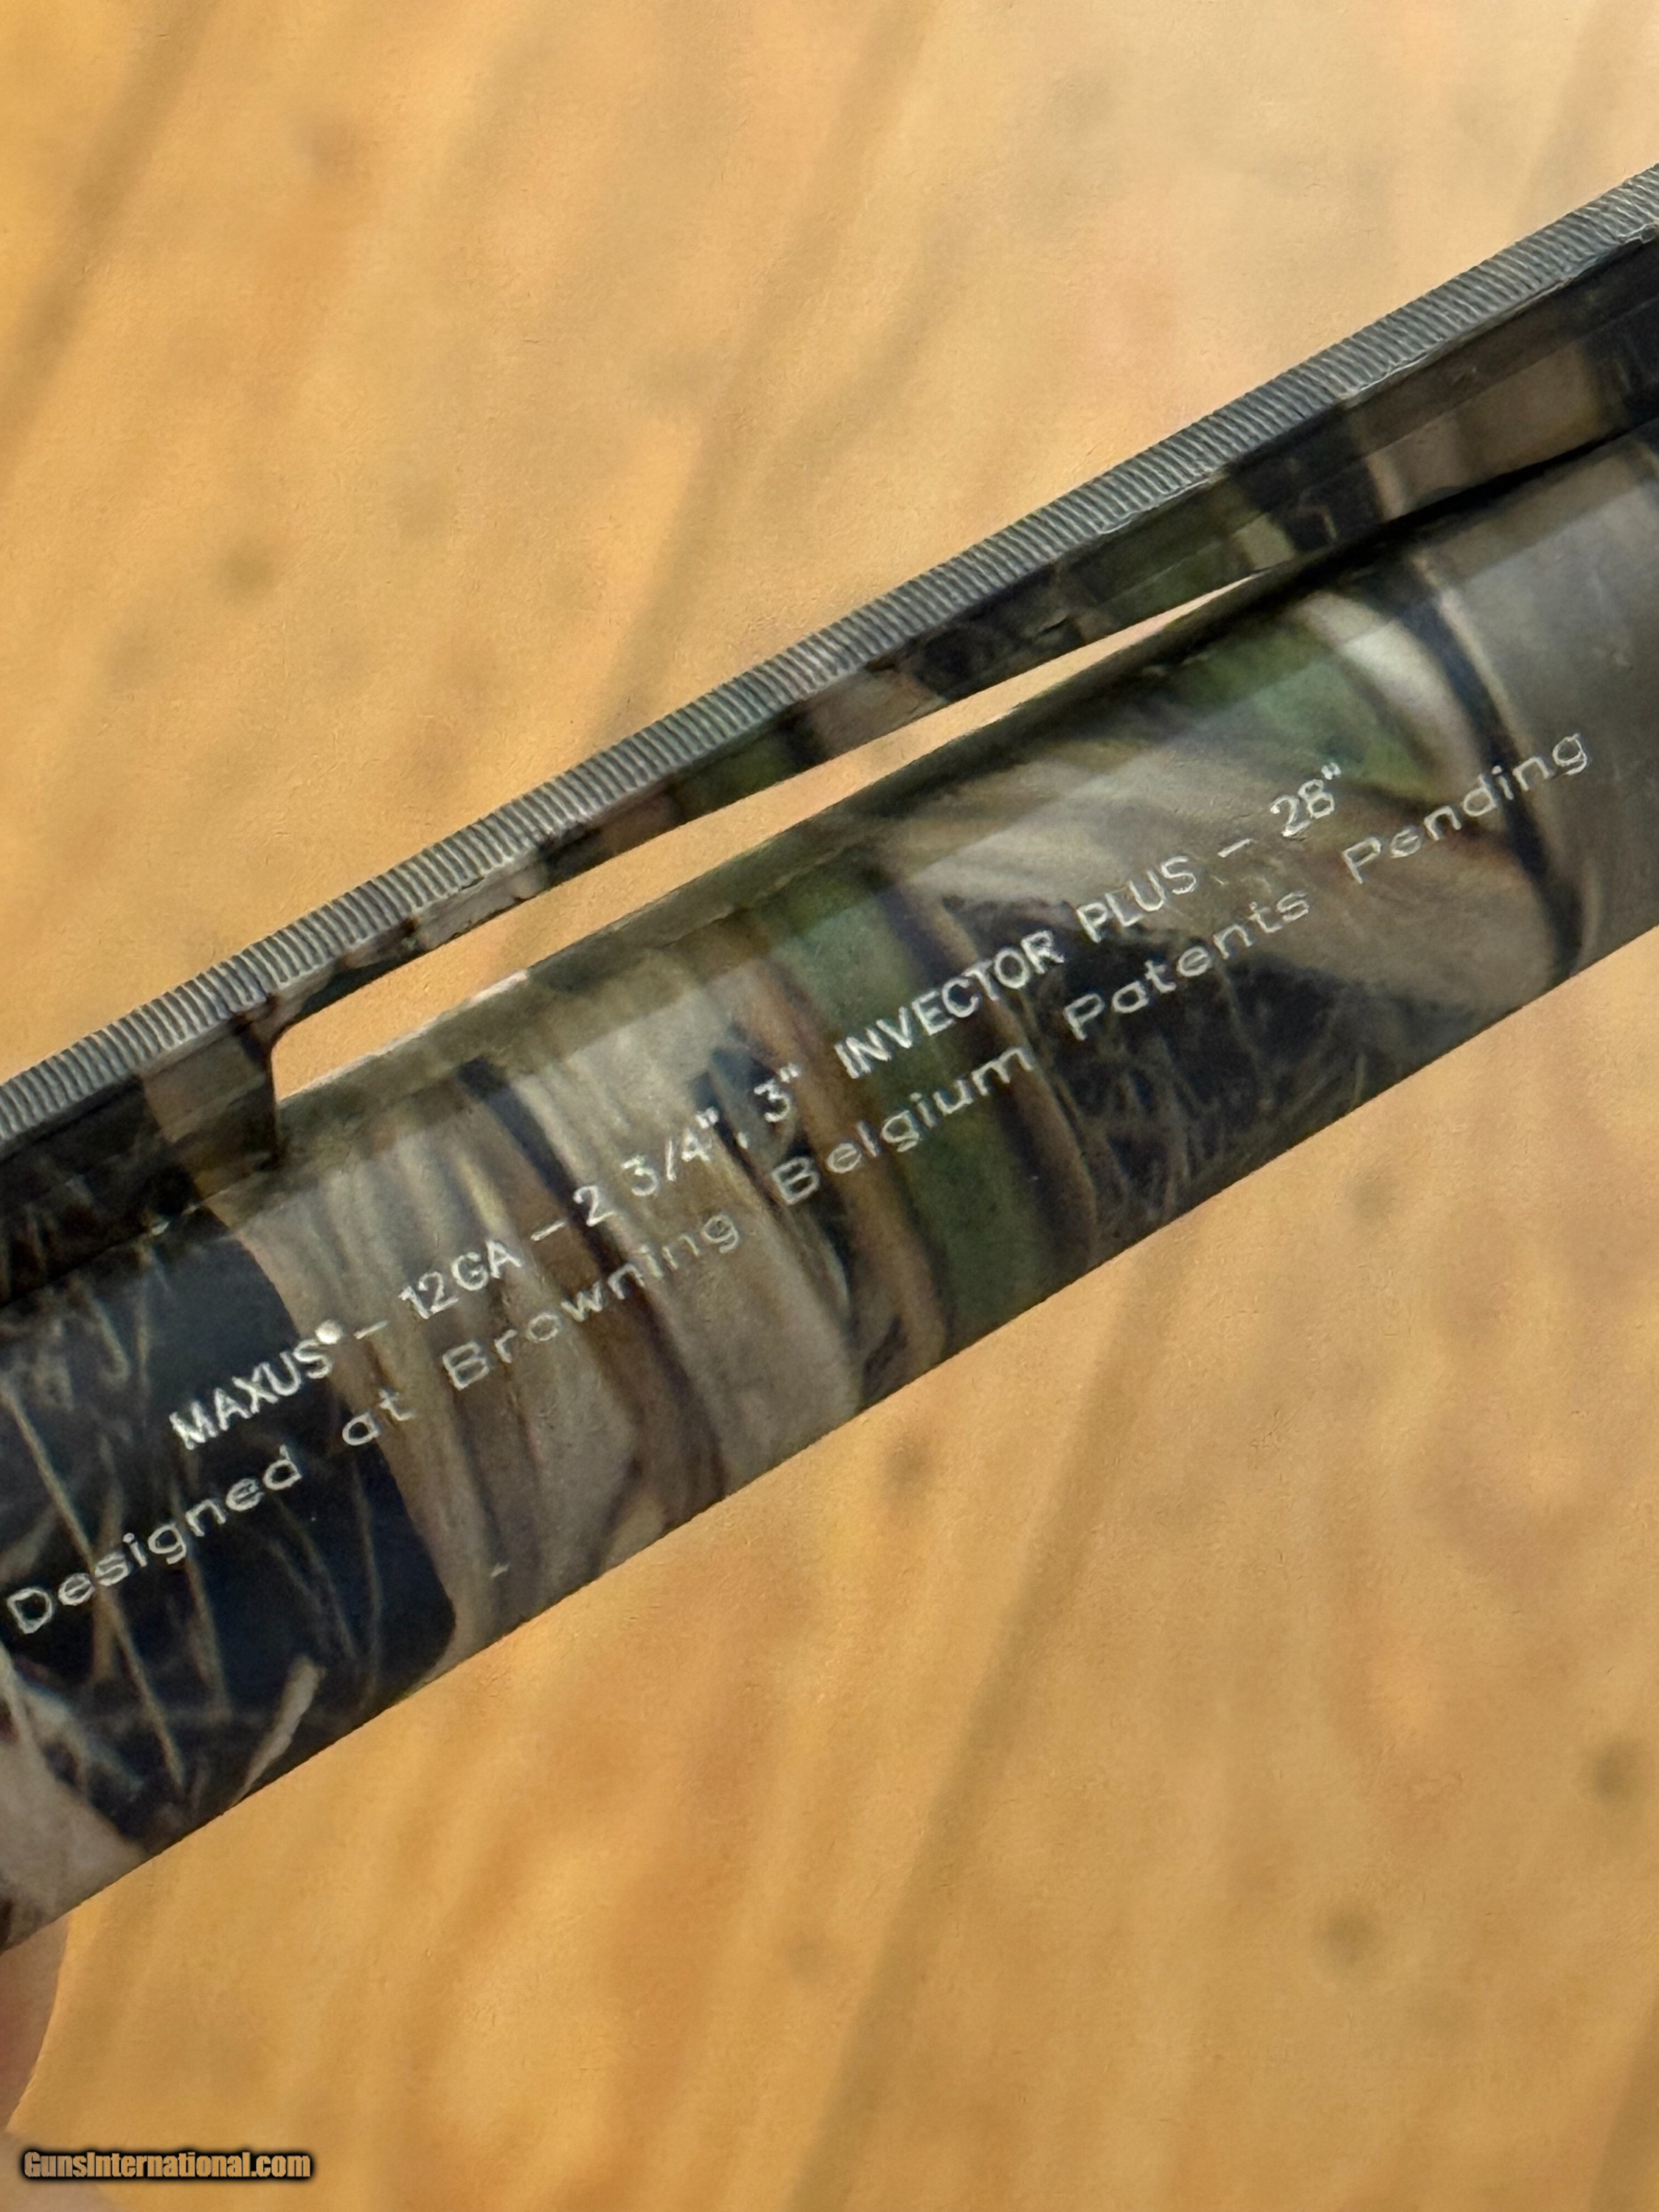 MAXUS® – 12GA – 2 3/4", 3" INVECTOR PLUS – 28"
Designed at Browning Belgium Patents Pending
GunsInternational.com